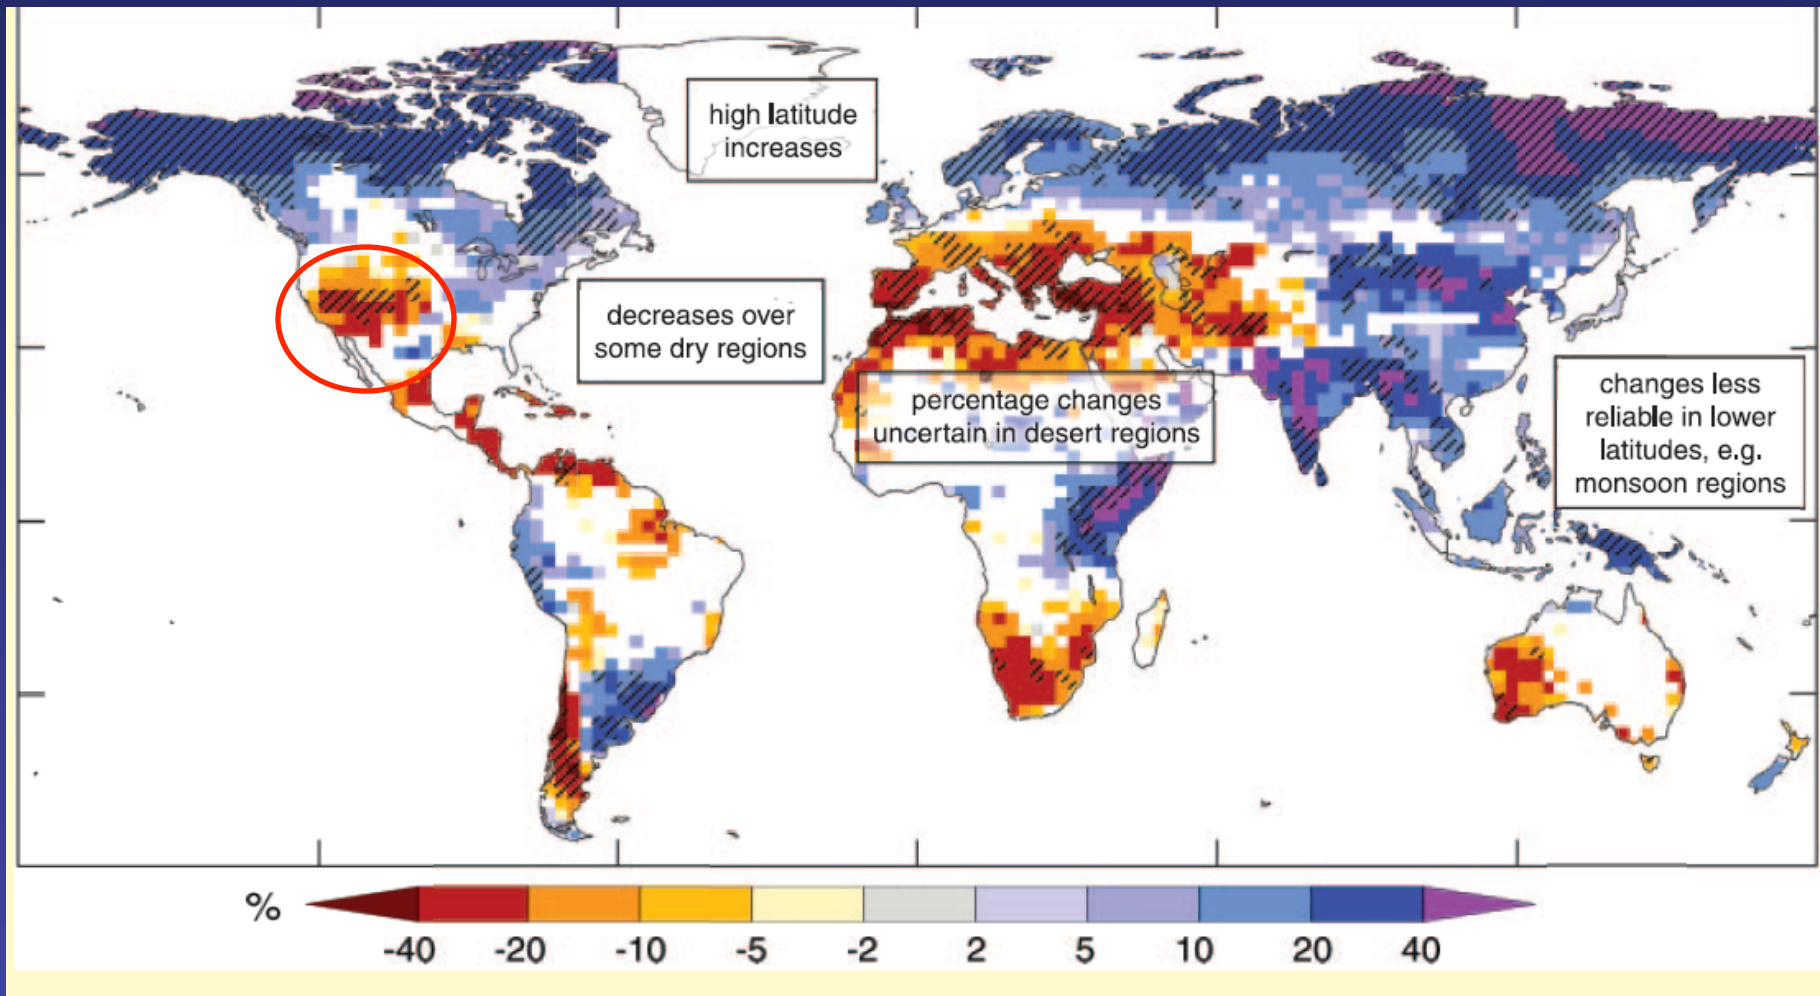 high latitude
increases
decreases over
some dry regions
percentage changes
uncertain in desert regions
changes less
reliable in lower
latitudes, e.g.
monsoon regions
%
-40 -20 -10 -5 -2 2 5 10 20 40